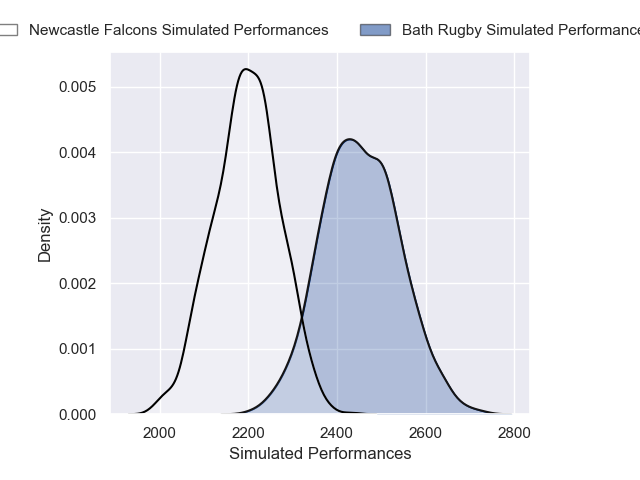 Newcastle Falcons Simulated Performances
Bath Rugby Simulated Performance
0.005
0.004
0.003
0.002
0.001
0.000
Density
2000
2200
2400
2600
2800
Simulated Performances